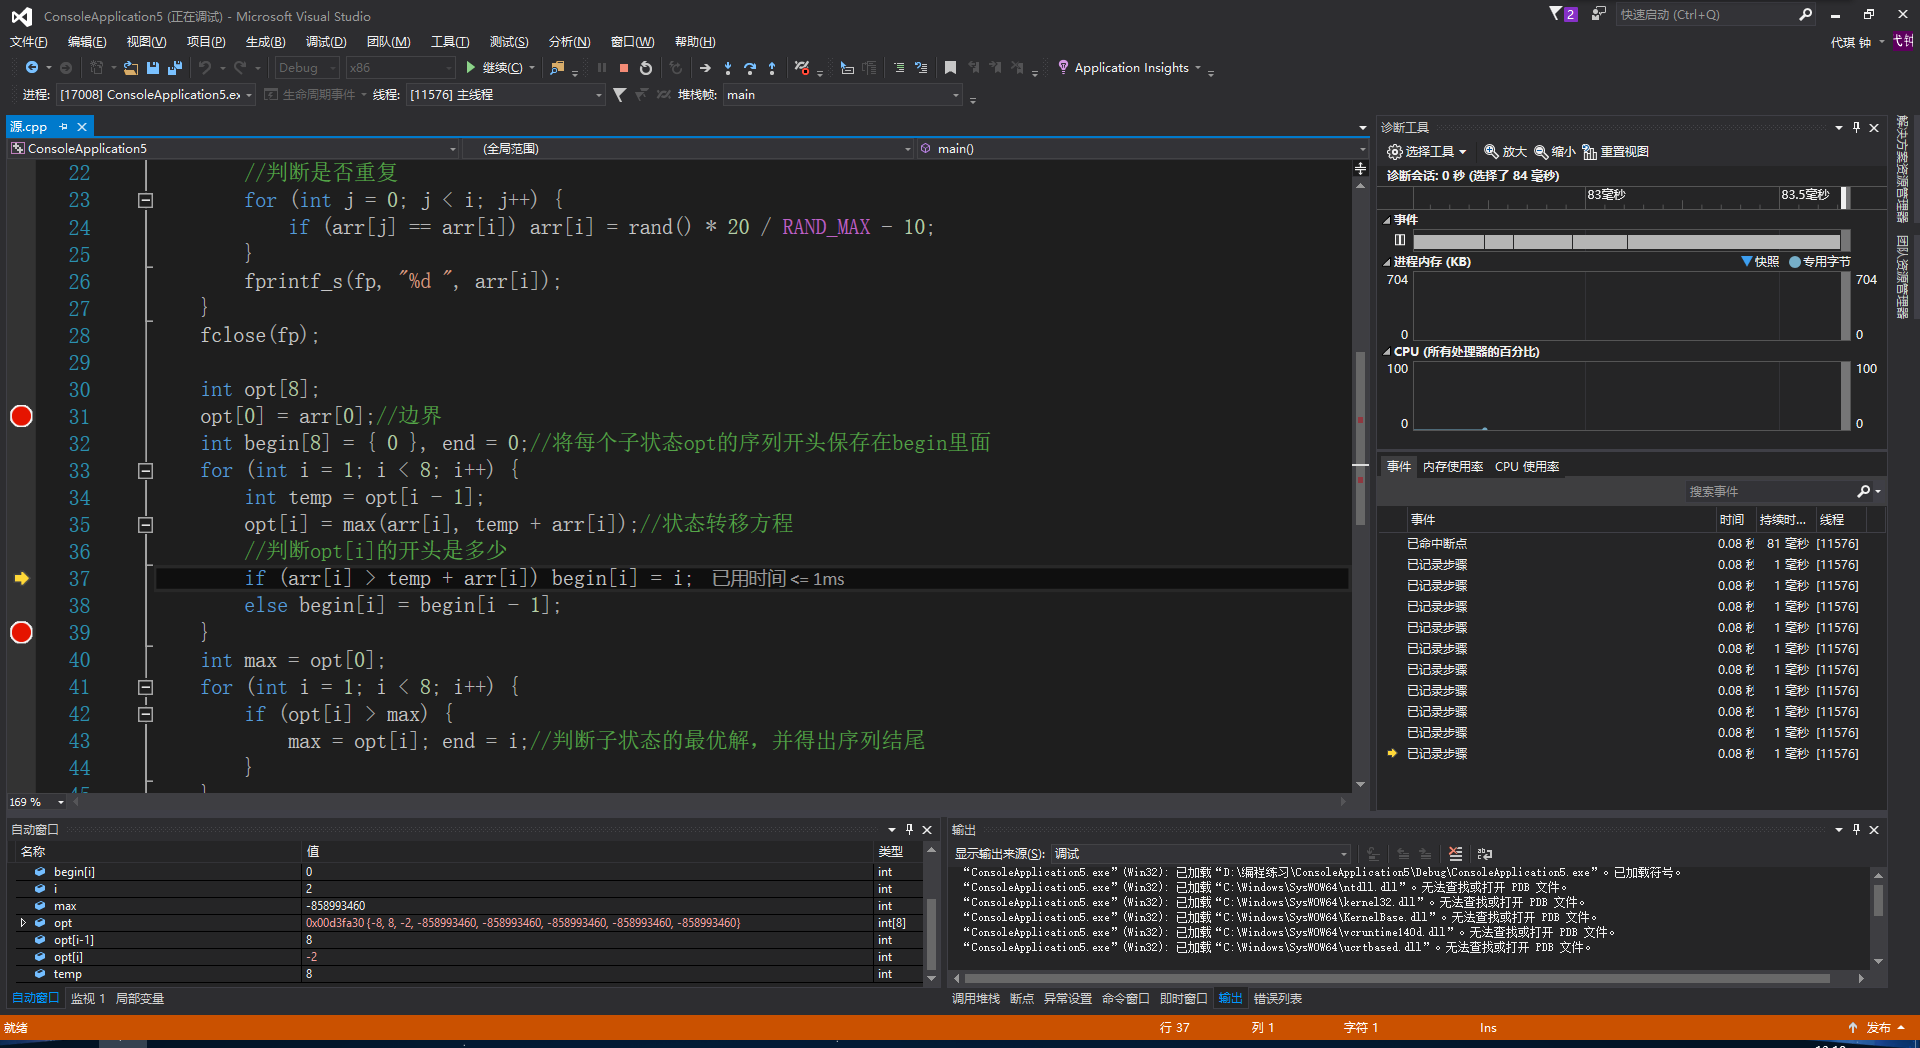 ConsoleApplication5 (正在调试) - Microsoft Visual Studio
2
快速启动 (Ctrl+Q)
文件(F) 编辑(E) 视图(V) 项目(P) 生成(B) 调试(D) 团队(M) 工具(T) 测试(S) 分析(N) 窗口(W) 帮助(H)
代琪 钟
弋钟
Debug x86 继续(C) Application Insights
进程: [17008] ConsoleApplication5.ex 生命周期事件 线程: [11576] 主线程 堆栈帧: main
源.cpp
ConsoleApplication5 (全局范围) main()
22 //判断是否重复
23 for (int j = 0; j < i; j++) {
24 if (arr[j] == arr[i]) arr[i] = rand() * 20 / RAND_MAX - 10;
25 }
26 fprintf_s(fp, "%d ", arr[i]);
27 }
28 fclose(fp);
29
30 int opt[8];
31 opt[0] = arr[0];//边界
32 int begin[8] = { 0 }, end = 0;//将每个子状态opt的序列开头保存在begin里面
33 for (int i = 1; i < 8; i++) {
34 int temp = opt[i - 1];
35 opt[i] = max(arr[i], temp + arr[i]);//状态转移方程
36 //判断opt[i]的开头是多少
37 if (arr[i] > temp + arr[i]) begin[i] = i; 已用时间 <= 1ms
38 else begin[i] = begin[i - 1];
39 }
40 int max = opt[0];
41 for (int i = 1; i < 8; i++) {
42 if (opt[i] > max) {
43 max = opt[i]; end = i;//判断子状态的最优解，并得出序列结尾
44 }
45 }
169 %
诊断工具
选择工具 放大 缩小 重置视图
诊断会话: 0 秒 (选择了 84 毫秒)
83毫秒 83.5毫秒
事件
进程内存 (KB) 快照 专用字节
704 704
0 0
CPU (所有处理器的百分比)
100 100
0 0
事件 内存使用率 CPU 使用率
搜索事件
事件 时间 持续时... 线程
已命中断点 0.08 秒 81 毫秒 [11576]
已记录步骤 0.08 秒 1 毫秒 [11576]
已记录步骤 0.08 秒 1 毫秒 [11576]
已记录步骤 0.08 秒 1 毫秒 [11576]
已记录步骤 0.08 秒 1 毫秒 [11576]
已记录步骤 0.08 秒 1 毫秒 [11576]
已记录步骤 0.08 秒 1 毫秒 [11576]
已记录步骤 0.08 秒 1 毫秒 [11576]
已记录步骤 0.08 秒 1 毫秒 [11576]
已记录步骤 0.08 秒 1 毫秒 [11576]
已记录步骤 0.08 秒 1 毫秒 [11576]
解决方案资源管理器
团队资源管理器
自动窗口
名称 值 类型
begin[i] 0 int
i 2 int
max -858993460 int
opt 0x00d3fa30 {-8, 8, -2, -858993460, -858993460, -858993460, -858993460, -858993460} int[8]
opt[i-1] 8 int
opt[i] -2 int
temp 8 int
自动窗口 监视 1 局部变量
输出
显示输出来源(S): 调试
“ConsoleApplication5.exe”(Win32): 已加载“D:\编程练习\ConsoleApplication5\Debug\ConsoleApplication5.exe”。已加载符号。
“ConsoleApplication5.exe”(Win32): 已加载“C:\Windows\SysWOW64\ntdll.dll”。无法查找或打开 PDB 文件。
“ConsoleApplication5.exe”(Win32): 已加载“C:\Windows\SysWOW64\kernel32.dll”。无法查找或打开 PDB 文件。
“ConsoleApplication5.exe”(Win32): 已加载“C:\Windows\SysWOW64\KernelBase.dll”。无法查找或打开 PDB 文件。
“ConsoleApplication5.exe”(Win32): 已加载“C:\Windows\SysWOW64\vcruntime140d.dll”。无法查找或打开 PDB 文件。
“ConsoleApplication5.exe”(Win32): 已加载“C:\Windows\SysWOW64\ucrtbased.dll”。无法查找或打开 PDB 文件。
调用堆栈 断点 异常设置 命令窗口 即时窗口 输出 错误列表
就绪 行 37 列 1 字符 1 Ins 发布